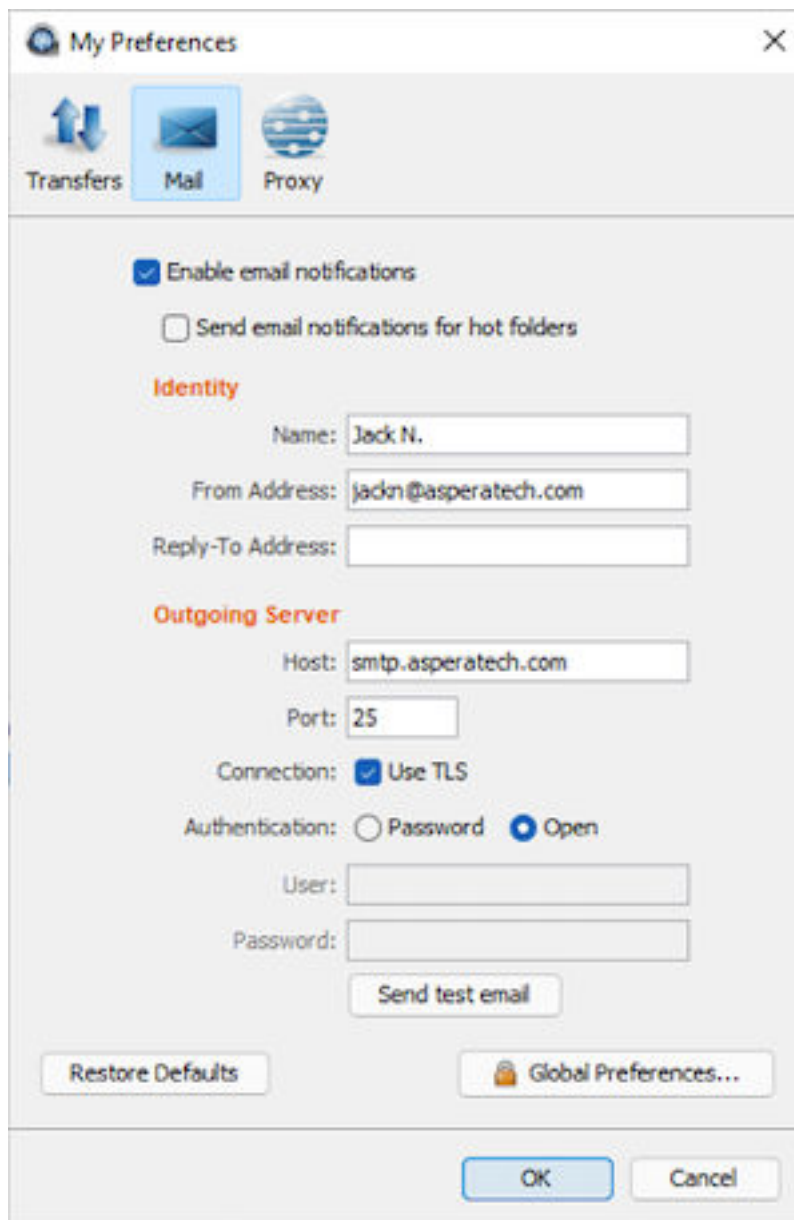 My Preferences
Transfers Mail Proxy
Enable email notifications
Send email notifications for hot folders
Identity
Name: Jack N.
From Address: jackn@asperatech.com
Reply-To Address:
Outgoing Server
Host: smtp.asperatech.com
Port: 25
Connection: Use TLS
Authentication: Password Open
User:
Password:
Send test email
Restore Defaults Global Preferences...
OK Cancel